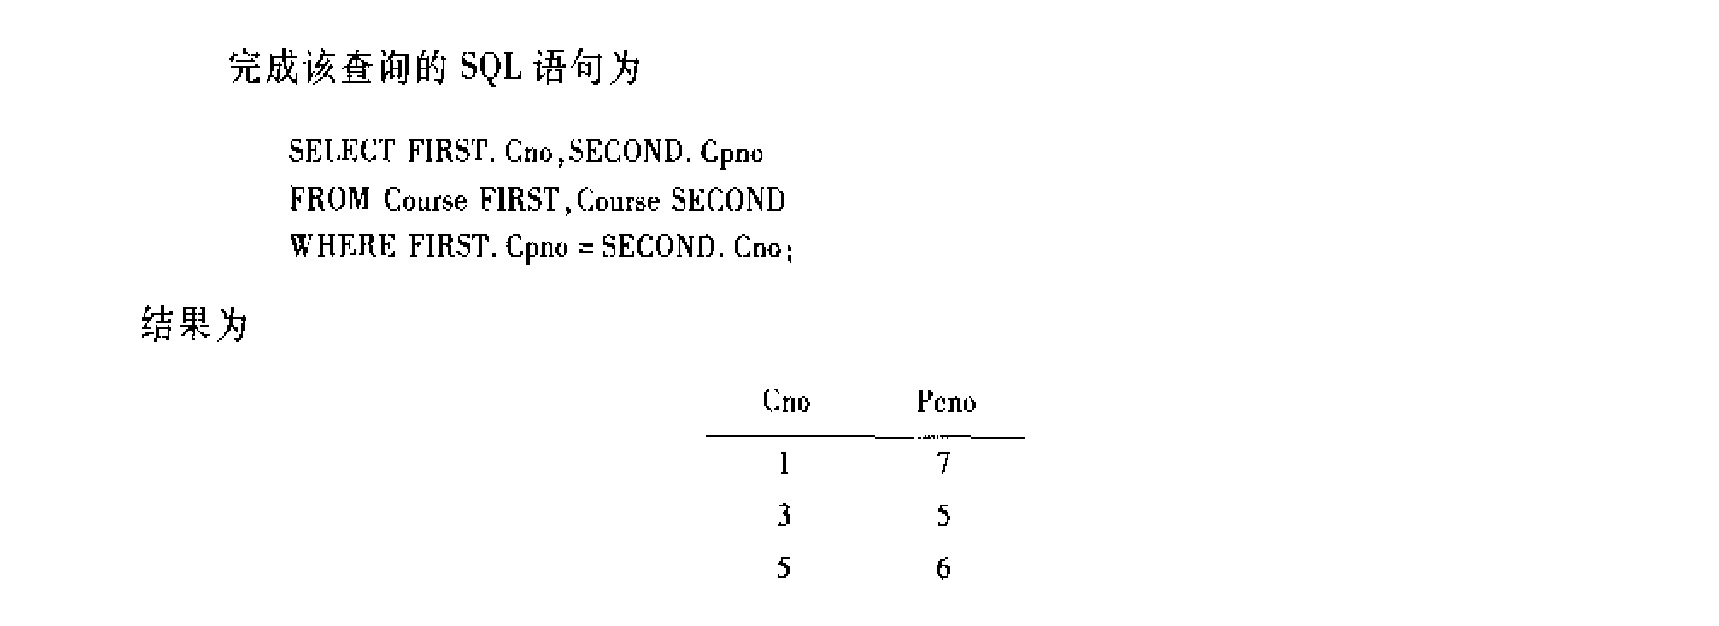 完成该查询的 SQL 语句为
SELECT FIRST. Cno,SECOND. Cpno
FROM Course FIRST,Course SECOND
WHERE FIRST. Cpno = SECOND. Cno;
结果为
Cno Pcno
1 7
3 5
5 6